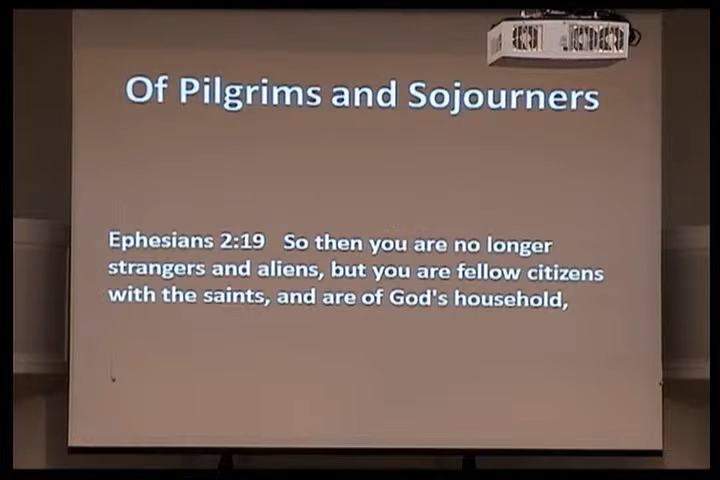 Of Pilgrims and Sojourners
Ephesians 2:19 So then you are no longer
strangers and aliens, but you are fellow citizens
with the saints, and are of God's household,